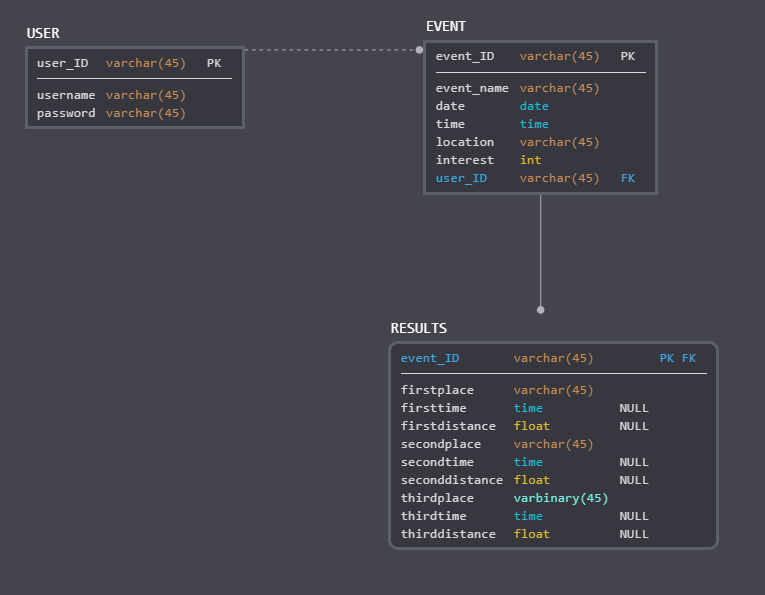 USER
user_ID varchar(45) PK
username varchar(45)
password varchar(45)
EVENT
event_ID varchar(45) PK
event_name varchar(45)
date date
time time
location varchar(45)
interest int
user_ID varchar(45) FK
RESULTS
event_ID varchar(45) PK FK
firstplace varchar(45)
firsttime time NULL
firstdistance float NULL
secondplace varchar(45)
secondtime time NULL
seconddistance float NULL
thirdplace varbinary(45)
thirdtime time NULL
thirddistance float NULL